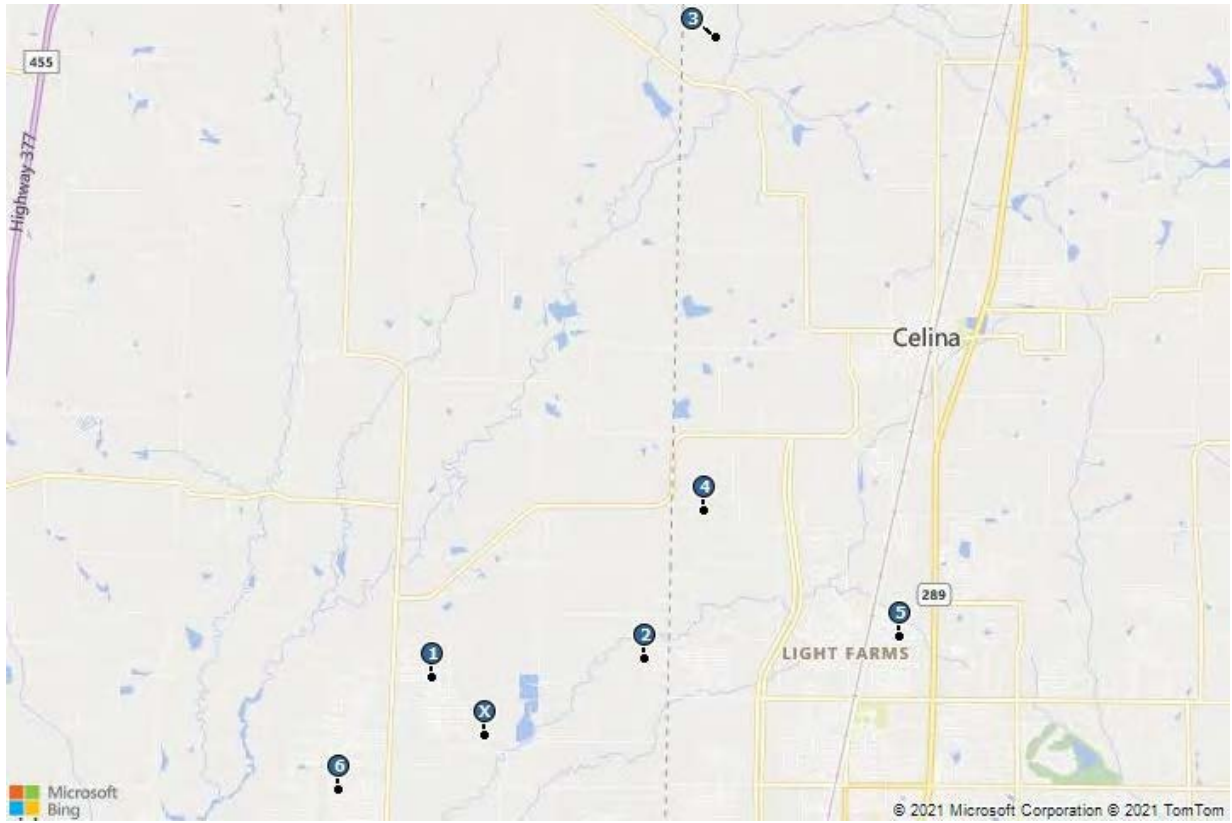 3
455
Highway 377
Celina
4
289
5
2
LIGHT FARMS
1
X
6
Microsoft
Bing
© 2021 Microsoft Corporation © 2021 TomTom